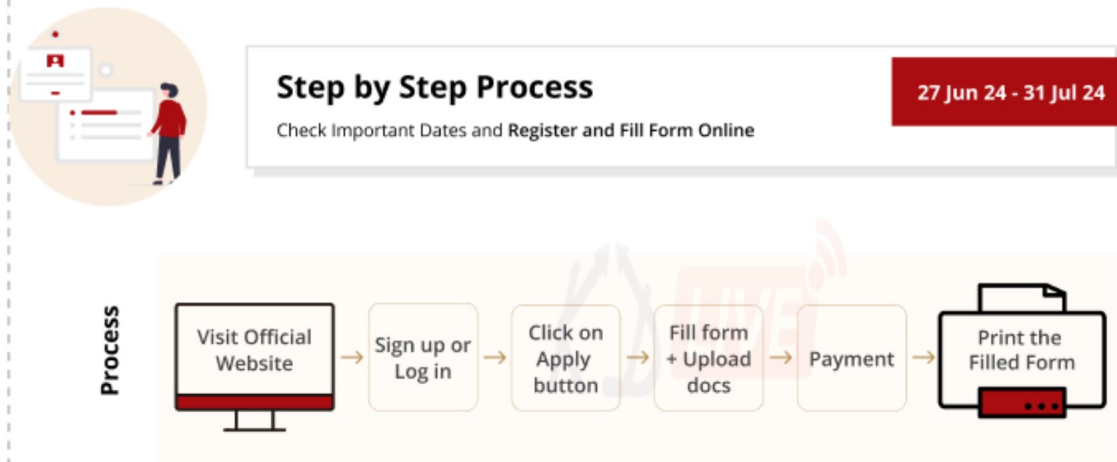 Step by Step Process
27 Jun 24 - 31 Jul 24
Check Important Dates and Register and Fill Form Online
Process
Visit Official
Website
Sign up or
Log in
Click on
Apply
button
Fill form
+ Upload
docs
Payment
Print the
Filled Form
LIVE